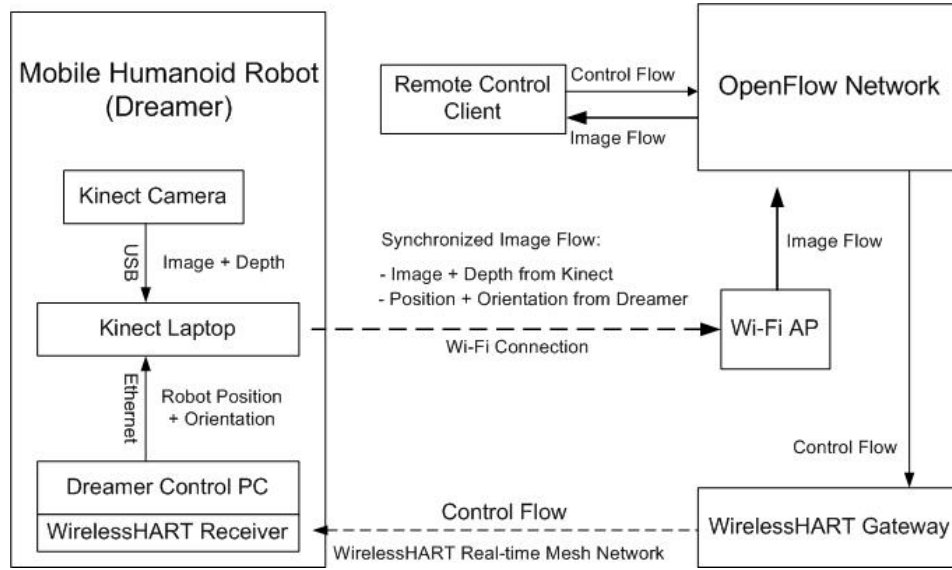 Mobile Humanoid Robot
(Dreamer)
Kinect Camera
USB
Image + Depth
Kinect Laptop
Ethernet
Robot Position
+ Orientation
Dreamer Control PC
WirelessHART Receiver
Remote Control
Client
Control Flow
Image Flow
OpenFlow Network
Synchronized Image Flow:
- Image + Depth from Kinect
- Position + Orientation from Dreamer
Wi-Fi Connection
Image Flow
Wi-Fi AP
Control Flow
WirelessHART Gateway
Control Flow
WirelessHART Real-time Mesh Network